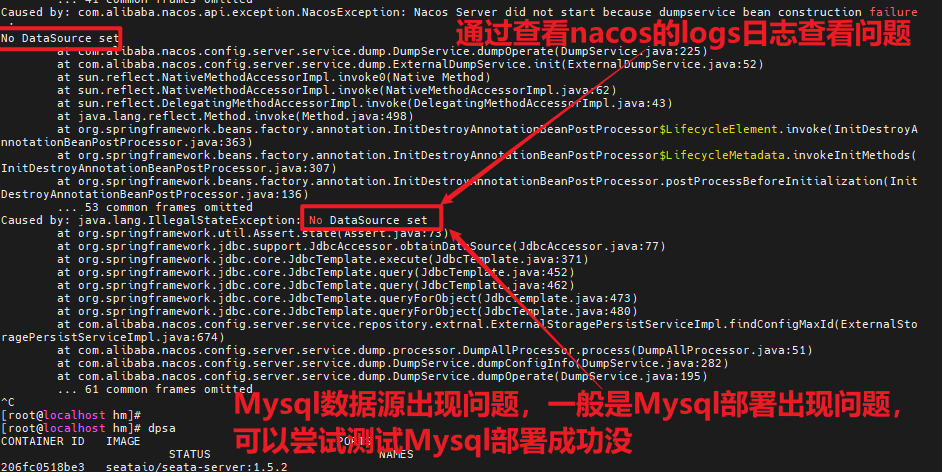 ... 41 common frames omitted
Caused by: com.alibaba.nacos.api.exception.NacosException: Nacos Server did not start because dumpservice bean construction failure
:
No DataSource set
通过查看nacos的logs日志查看问题
at com.alibaba.nacos.config.server.service.dump.DumpService.dumpOperate(DumpService.java:225)
at com.alibaba.nacos.config.server.service.dump.ExternalDumpService.init(ExternalDumpService.java:52)
at sun.reflect.NativeMethodAccessorImpl.invoke0(Native Method)
at sun.reflect.NativeMethodAccessorImpl.invoke(NativeMethodAccessorImpl.java:62)
at sun.reflect.DelegatingMethodAccessorImpl.invoke(DelegatingMethodAccessorImpl.java:43)
at java.lang.reflect.Method.invoke(Method.java:498)
at org.springframework.beans.factory.annotation.InitDestroyAnnotationBeanPostProcessor$LifecycleElement.invoke(InitDestroyA
nnotationBeanPostProcessor.java:363)
at org.springframework.beans.factory.annotation.InitDestroyAnnotationBeanPostProcessor$LifecycleMetadata.invokeInitMethods(
InitDestroyAnnotationBeanPostProcessor.java:307)
at org.springframework.beans.factory.annotation.InitDestroyAnnotationBeanPostProcessor.postProcessBeforeInitialization(Init
DestroyAnnotationBeanPostProcessor.java:136)
... 53 common frames omitted
Caused by: java.lang.IllegalStateException: No DataSource set
at org.springframework.util.Assert.state(Assert.java:73)
at org.springframework.jdbc.support.JdbcAccessor.obtainDataSource(JdbcAccessor.java:77)
at org.springframework.jdbc.core.JdbcTemplate.execute(JdbcTemplate.java:371)
at org.springframework.jdbc.core.JdbcTemplate.query(JdbcTemplate.java:452)
at org.springframework.jdbc.core.JdbcTemplate.query(JdbcTemplate.java:462)
at org.springframework.jdbc.core.JdbcTemplate.queryForObject(JdbcTemplate.java:473)
at org.springframework.jdbc.core.JdbcTemplate.queryForObject(JdbcTemplate.java:480)
at com.alibaba.nacos.config.server.service.repository.extrnal.ExternalStoragePersistServiceImpl.findConfigMaxId(ExternalSto
ragePersistServiceImpl.java:674)
at com.alibaba.nacos.config.server.service.dump.processor.DumpAllProcessor.process(DumpAllProcessor.java:51)
at com.alibaba.nacos.config.server.service.dump.DumpService.dumpConfigInfo(DumpService.java:282)
at com.alibaba.nacos.config.server.service.dump.DumpService.dumpOperate(DumpService.java:195)
... 61 common frames omitted
^C
Mysql数据源出现问题，一般是Mysql部署出现问题，
可以尝试测试Mysql部署成功没
[root@localhost hm]#
[root@localhost hm]# dpsa
CONTAINER ID IMAGE PORTS
STATUS NAMES
206fc0518be3 seataio/seata-server:1.5.2